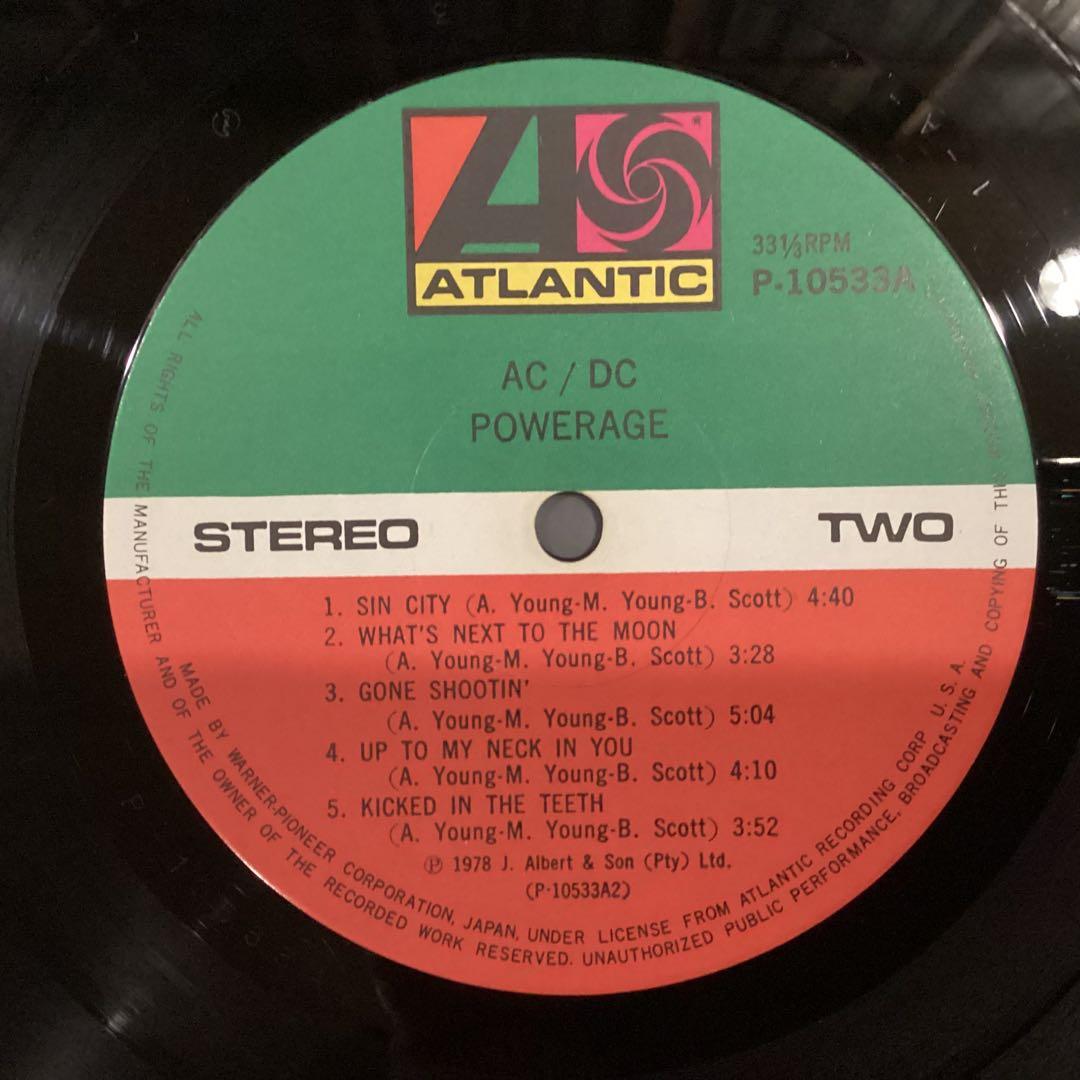 ATLANTIC
33⅓RPM
P-10533A
AC / DC
POWERAGE
STEREO
TWO
1. SIN CITY (A. Young-M. Young-B. Scott) 4:40
2. WHAT'S NEXT TO THE MOON
(A. Young-M. Young-B. Scott) 3:28
3. GONE SHOOTIN'
(A. Young-M. Young-B. Scott) 5:04
4. UP TO MY NECK IN YOU
(A. Young-M. Young-B. Scott) 4:10
5. KICKED IN THE TEETH
(A. Young-M. Young-B. Scott) 3:52
Ⓟ 1978 J. Albert & Son (Pty) Ltd.
(P-10533A2)
MADE BY WARNER-PIONEER CORPORATION, JAPAN, UNDER LICENSE FROM ATLANTIC RECORDING CORP U. S. A.
ALL RIGHTS OF THE MANUFACTURER AND OF THE OWNER OF THE RECORDED WORK RESERVED. UNAUTHORIZED PUBLIC PERFORMANCE, BROADCASTING AND COPYING OF THIS